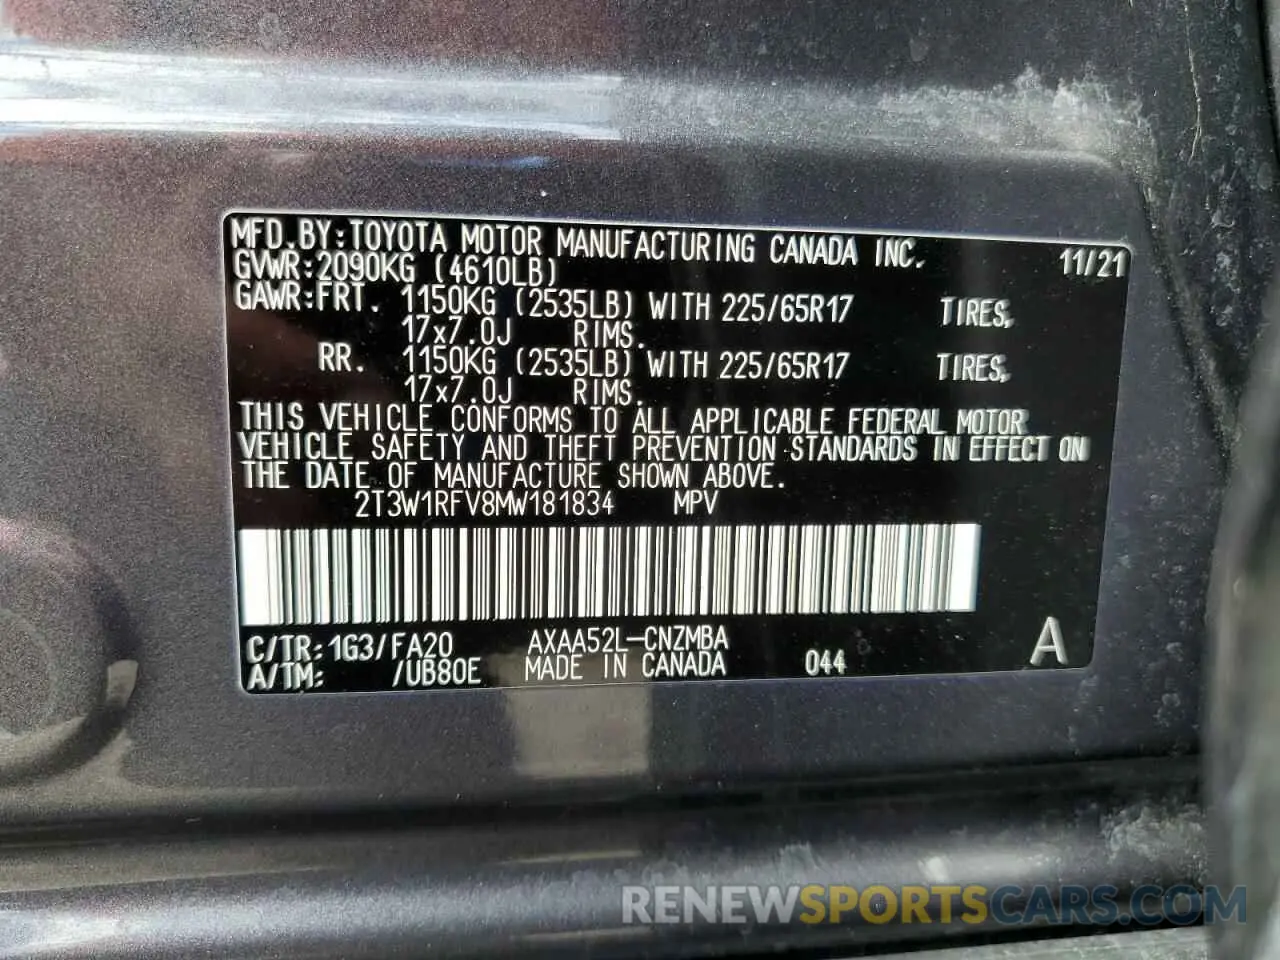 MFD.BY:TOYOTA MOTOR MANUFACTURING CANADA INC. 11/21
GVWR:2090KG (4610LB)
GAWR:FRT. 1150KG (2535LB) WITH 225/65R17 TIRES,
17x7.0J RIMS.
RR. 1150KG (2535LB) WITH 225/65R17 TIRES,
17x7.0J RIMS.
THIS VEHICLE CONFORMS TO ALL APPLICABLE FEDERAL MOTOR
VEHICLE SAFETY AND THEFT PREVENTION STANDARDS IN EFFECT ON
THE DATE OF MANUFACTURE SHOWN ABOVE.
2T3W1RFV8MW181834 MPV
C/TR:1G3/FA20 AXAA52L-CNZMBA
A/TM: /UB80E MADE IN CANADA 044 A
RENEWSPORTSCARS.COM